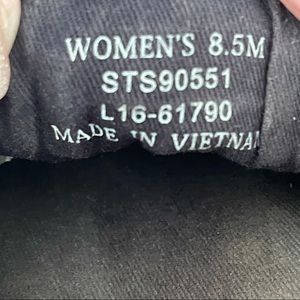 WOMEN'S 8.5M
STS90551
L16-61790
MADE IN VIETNAM